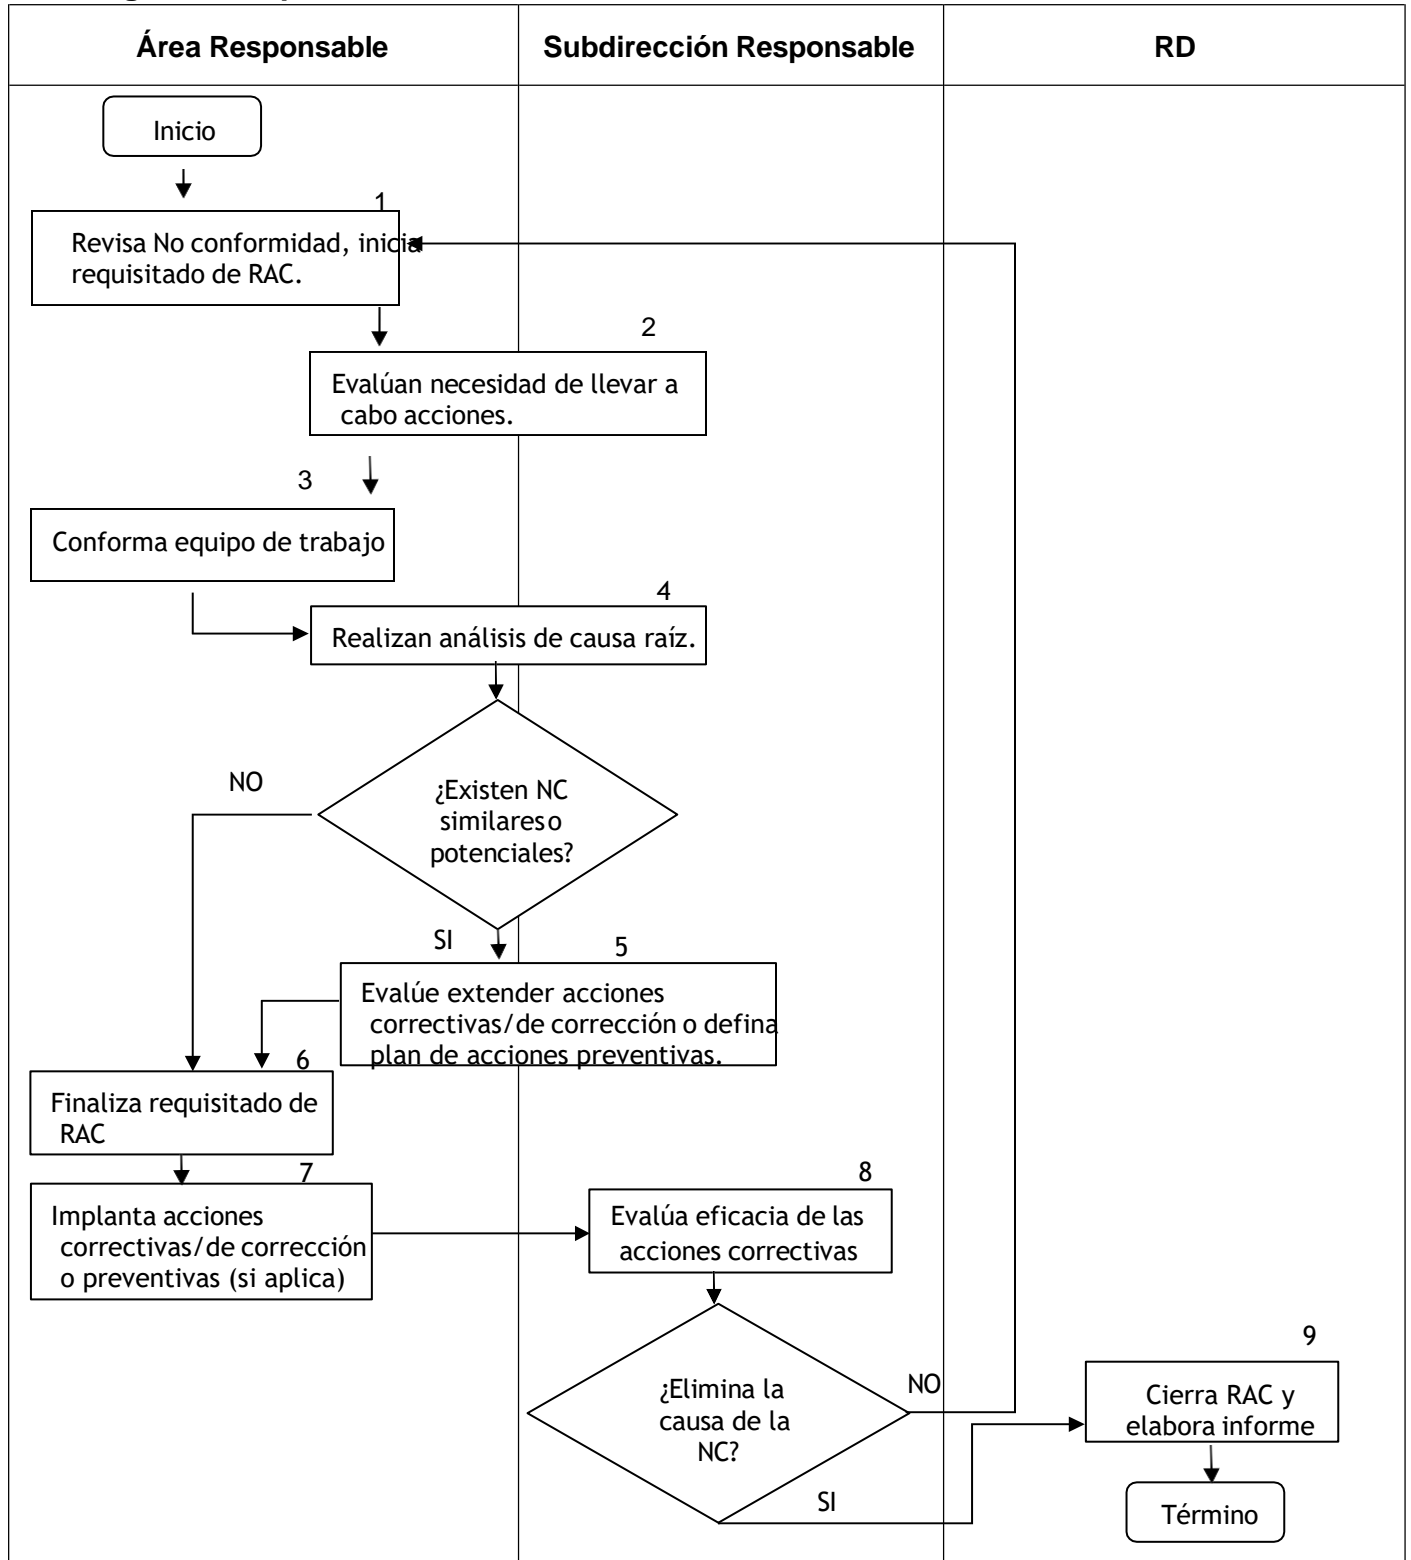 Área Responsable
Subdirección Responsable
RD
Inicio
1
Revisa No conformidad, inicia
requisitado de RAC.
2
Evalúan necesidad de llevar a
cabo acciones.
3
Conforma equipo de trabajo
4
Realizan análisis de causa raíz.
NO
¿Existen NC
similares o
potenciales?
SI
5
Evalúe extender acciones
correctivas/de corrección o defina
plan de acciones preventivas.
6
Finaliza requisitado de
RAC
7
Implanta acciones
correctivas/de corrección
o preventivas (si aplica)
8
Evalúa eficacia de las
acciones correctivas
¿Elimina la
causa de la
NC?
NO
SI
9
Cierra RAC y
elabora informe
Término